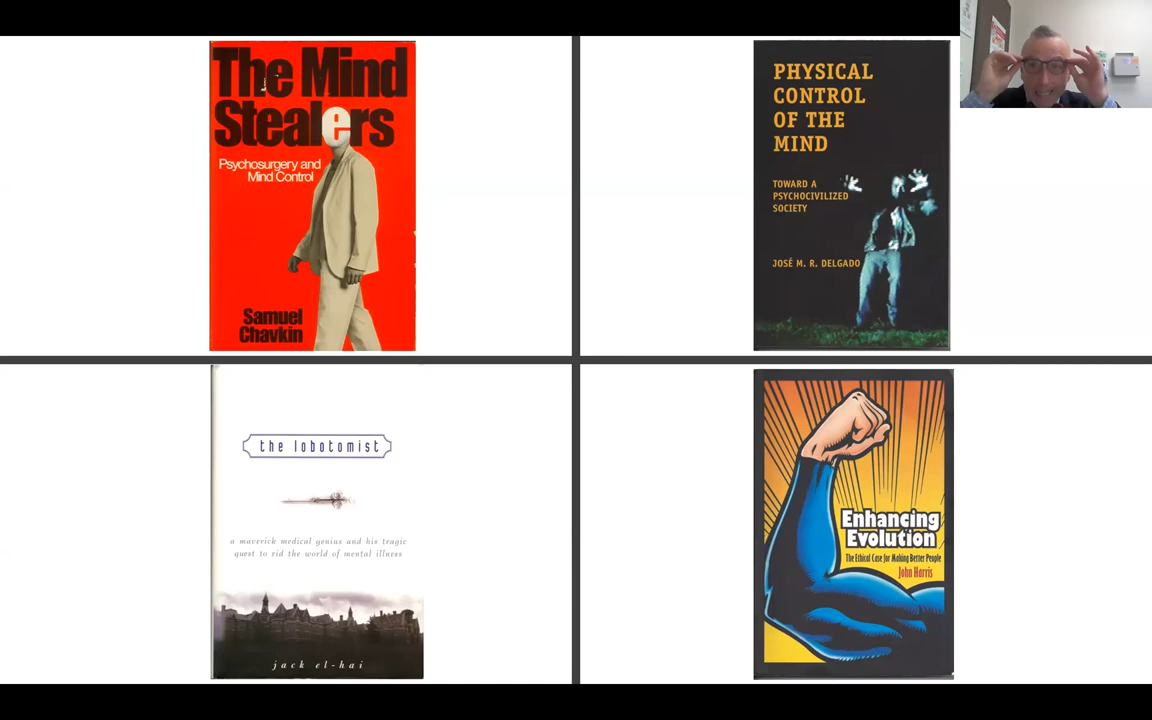 The Mind
Stealers
Psychosurgery and
Mind Control
Samuel
Chavkin
PHYSICAL
CONTROL
OF THE
MIND
TOWARD A
PSYCHOCIVILIZED
SOCIETY
JOSÉ M. R. DELGADO
the lobotomist
a maverick medical genius and his tragic
quest to rid the world of mental illness
jack el-hai
Enhancing
Evolution
The Ethical Case for Making Better People
John Harris